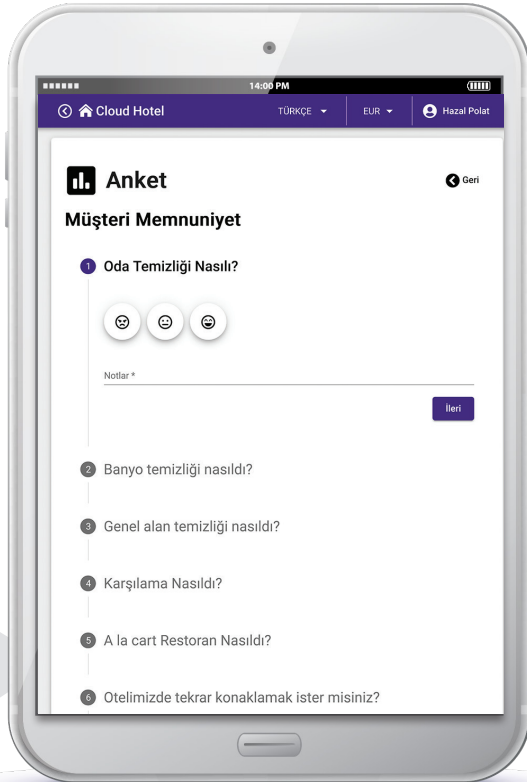 14:00 PM
Cloud Hotel TÜRKÇE EUR Hazal Polat
Anket Geri
Müşteri Memnuniyet
1 Oda Temizliği Nasılı?
Notlar *
İleri
2 Banyo temizliği nasıldı?
3 Genel alan temizliği nasıldı?
4 Karşılama Nasıldı?
5 A la cart Restoran Nasıldı?
6 Otelimizde tekrar konaklamak ister misiniz?